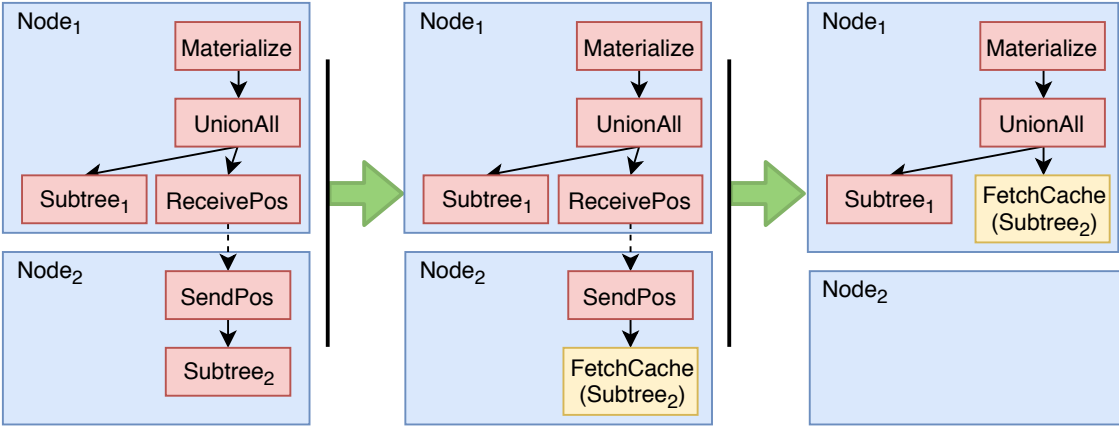 Node₁
Materialize
UnionAll
Subtree₁
ReceivePos
Node₂
SendPos
Subtree₂
Node₁
Materialize
UnionAll
Subtree₁
ReceivePos
Node₂
SendPos
FetchCache
(Subtree₂)
Node₁
Materialize
UnionAll
Subtree₁
FetchCache
(Subtree₂)
Node₂